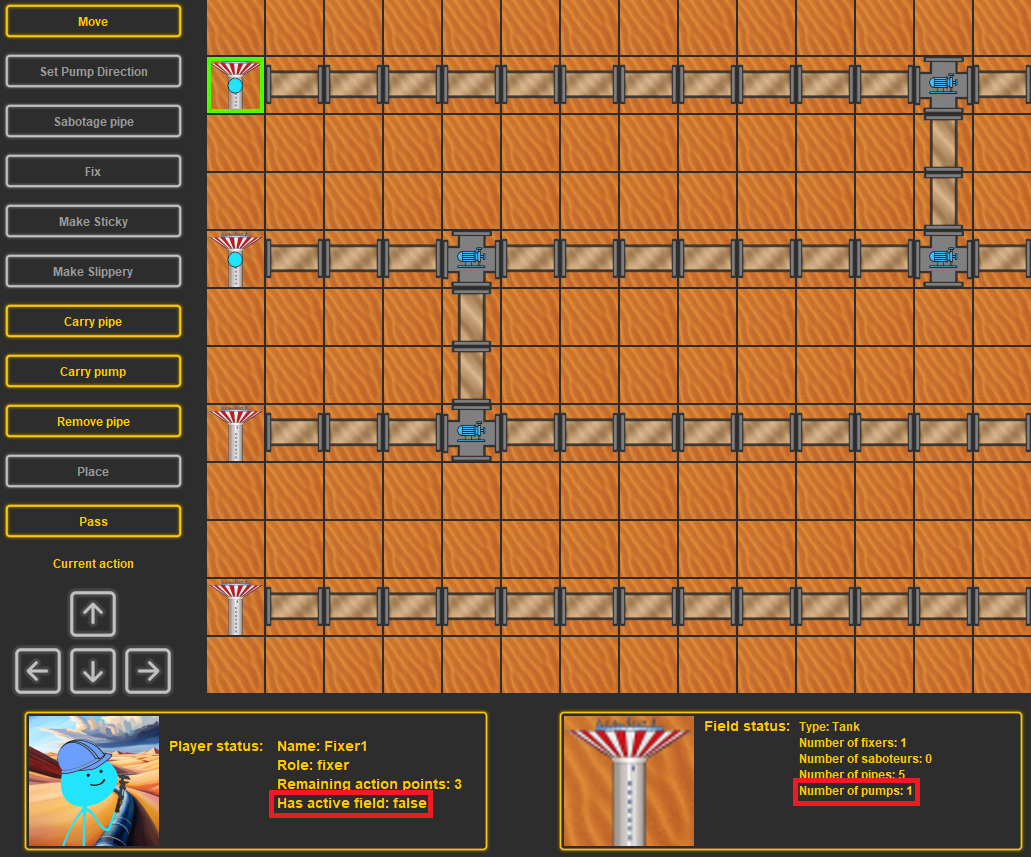 Move
Set Pump Direction
Sabotage pipe
Fix
Make Sticky
Make Slippery
Carry pipe
Carry pump
Remove pipe
Place
Pass
Current action
Player status:
Name: Fixer1
Role: fixer
Remaining action points: 3
Has active field: false
Field status:
Type: Tank
Number of fixers: 1
Number of saboteurs: 0
Number of pipes: 5
Number of pumps: 1